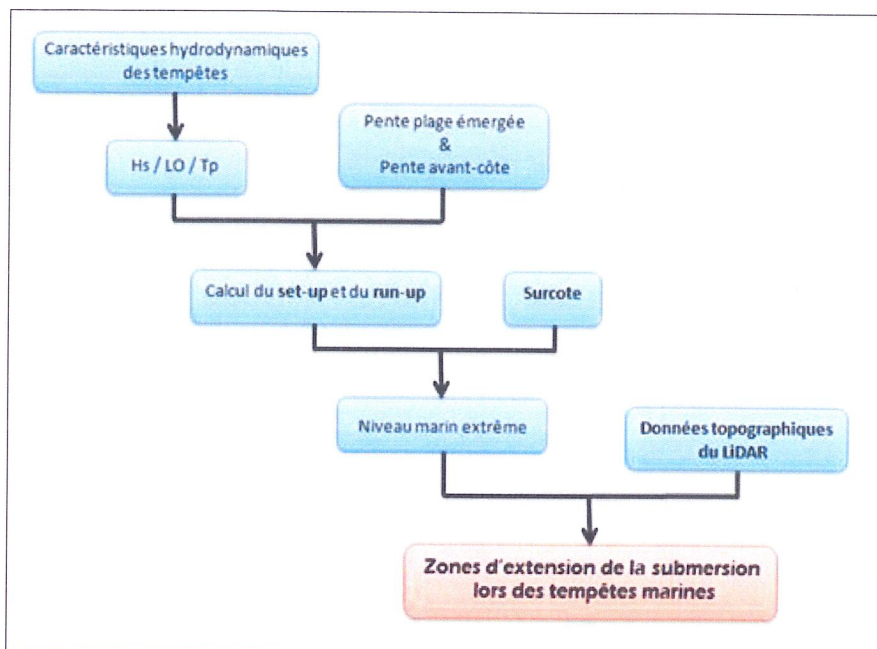 Caractéristiques hydrodynamiques
des tempêtes
Pente plage émergée
&
Pente avant-côte
Hs / LO / Tp
Calcul du set-up et du run-up
Surcote
Niveau marin extrême
Données topographiques
du LiDAR
Zones d'extension de la submersion
lors des tempêtes marines